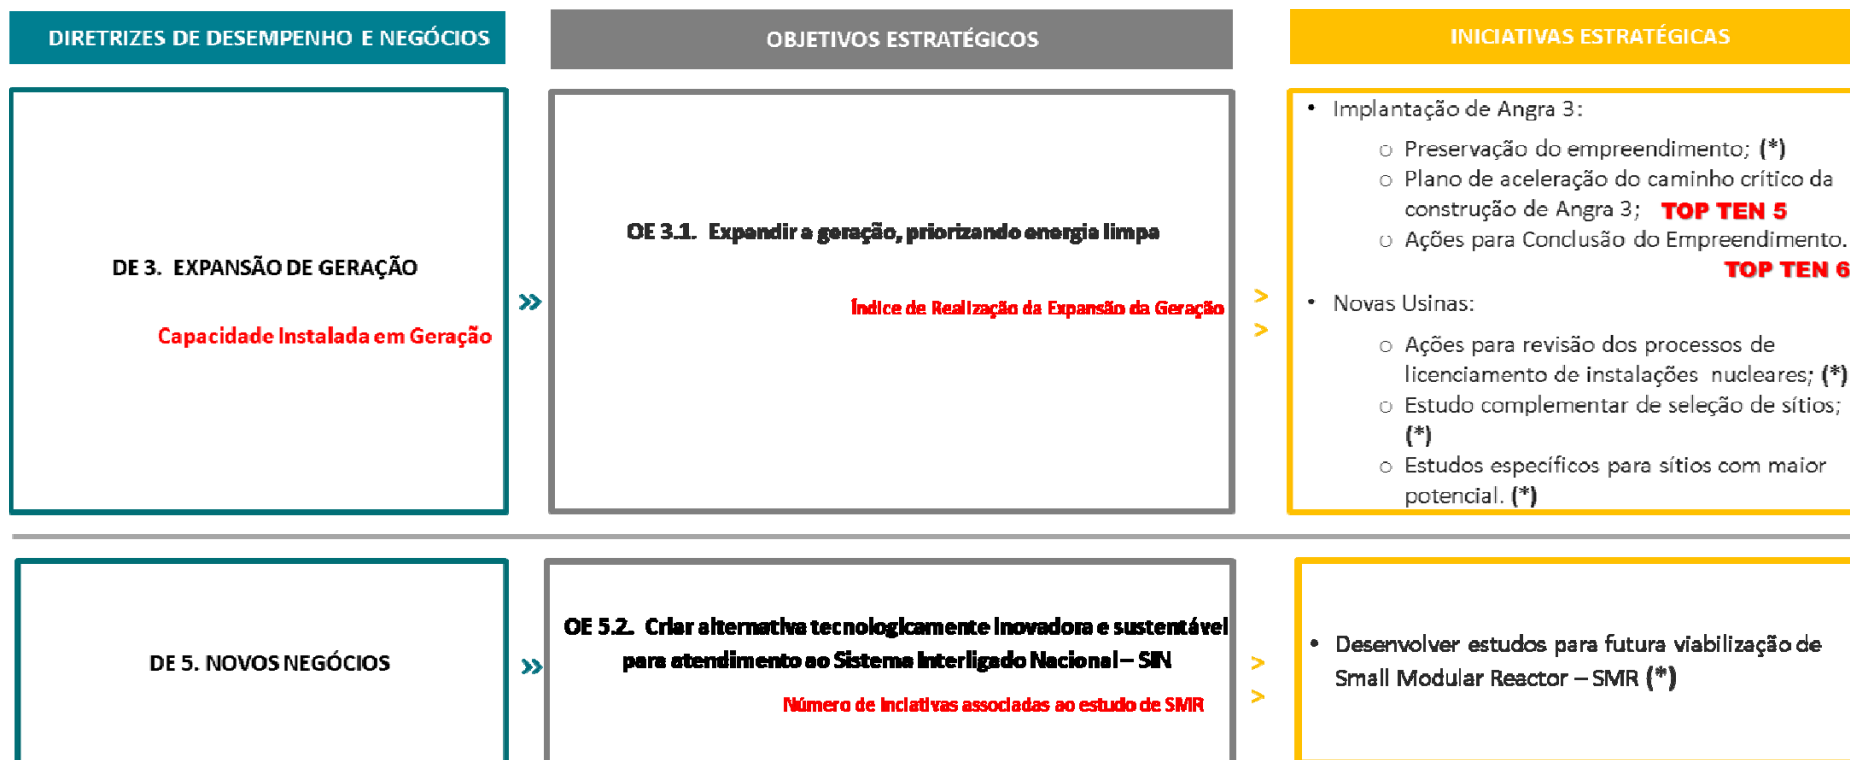 DIRETRIZES DE DESEMPENHO E NEGÓCIOS
OBJETIVOS ESTRATÉGICOS
INICIATIVAS ESTRATÉGICAS
DE 3. EXPANSÃO DE GERAÇÃO
Capacidade Instalada em Geração
»
OE 3.1. Expandir a geração, priorizando energia limpa
Índice de Realização da Expansão da Geração
>
>
• Implantação de Angra 3:
o Preservação do empreendimento; (*)
o Plano de aceleração do caminho crítico da
construção de Angra 3; TOP TEN 5
o Ações para Conclusão do Empreendimento.
TOP TEN 6
• Novas Usinas:
o Ações para revisão dos processos de
licenciamento de instalações nucleares; (*)
o Estudo complementar de seleção de sítios;
(*)
o Estudos específicos para sítios com maior
potencial. (*)
DE 5. NOVOS NEGÓCIOS
»
OE 5.2. Criar alternativa tecnologicamente inovadora e sustentável
para atendimento ao Sistema Interligado Nacional – SIN
Número de inciativas associadas ao estudo de SMR
>
>
• Desenvolver estudos para futura viabilização de
Small Modular Reactor – SMR (*)